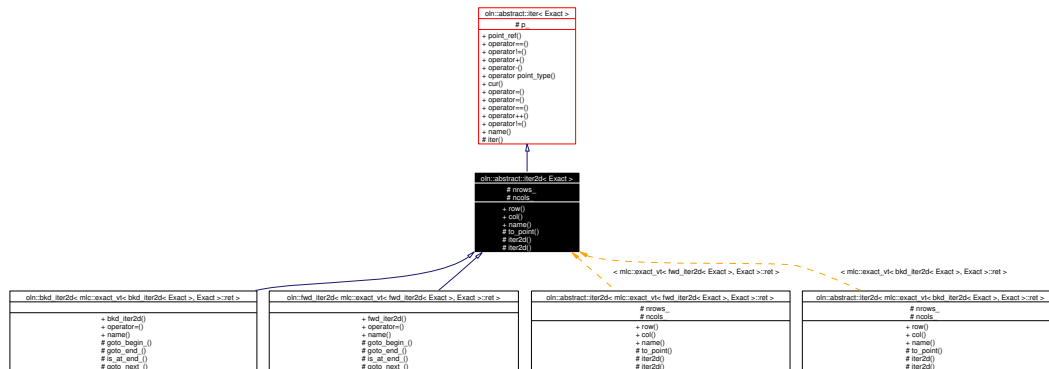 oln::abstract::iter< Exact >
# p_
+ point_ref()
+ operator==()
+ operator!=()
+ operator+()
+ operator-()
+ operator point_type()
+ cur()
+ operator=()
+ operator=()
+ operator==()
+ operator++()
+ operator!=()
+ name()
# iter()
oln::abstract::iter2d< Exact >
# nrows_
# ncols_
+ row()
+ col()
+ name()
# to_point()
# iter2d()
# iter2d()
< mlc::exact_vt< fwd_iter2d< Exact >, Exact >::ret >
< mlc::exact_vt< bkd_iter2d< Exact >, Exact >::ret >
oln::bkd_iter2d< mlc::exact_vt< bkd_iter2d< Exact >, Exact >::ret >
+ bkd_iter2d()
+ operator=()
+ name()
# goto_begin_()
# goto_end_()
# is_at_end_()
# goto_next_()
oln::fwd_iter2d< mlc::exact_vt< fwd_iter2d< Exact >, Exact >::ret >
+ fwd_iter2d()
+ operator=()
+ name()
# goto_begin_()
# goto_end_()
# is_at_end_()
# goto_next_()
oln::abstract::iter2d< mlc::exact_vt< fwd_iter2d< Exact >, Exact >::ret >
# nrows_
# ncols_
+ row()
+ col()
+ name()
# to_point()
# iter2d()
# iter2d()
oln::abstract::iter2d< mlc::exact_vt< bkd_iter2d< Exact >, Exact >::ret >
# nrows_
# ncols_
+ row()
+ col()
+ name()
# to_point()
# iter2d()
# iter2d()